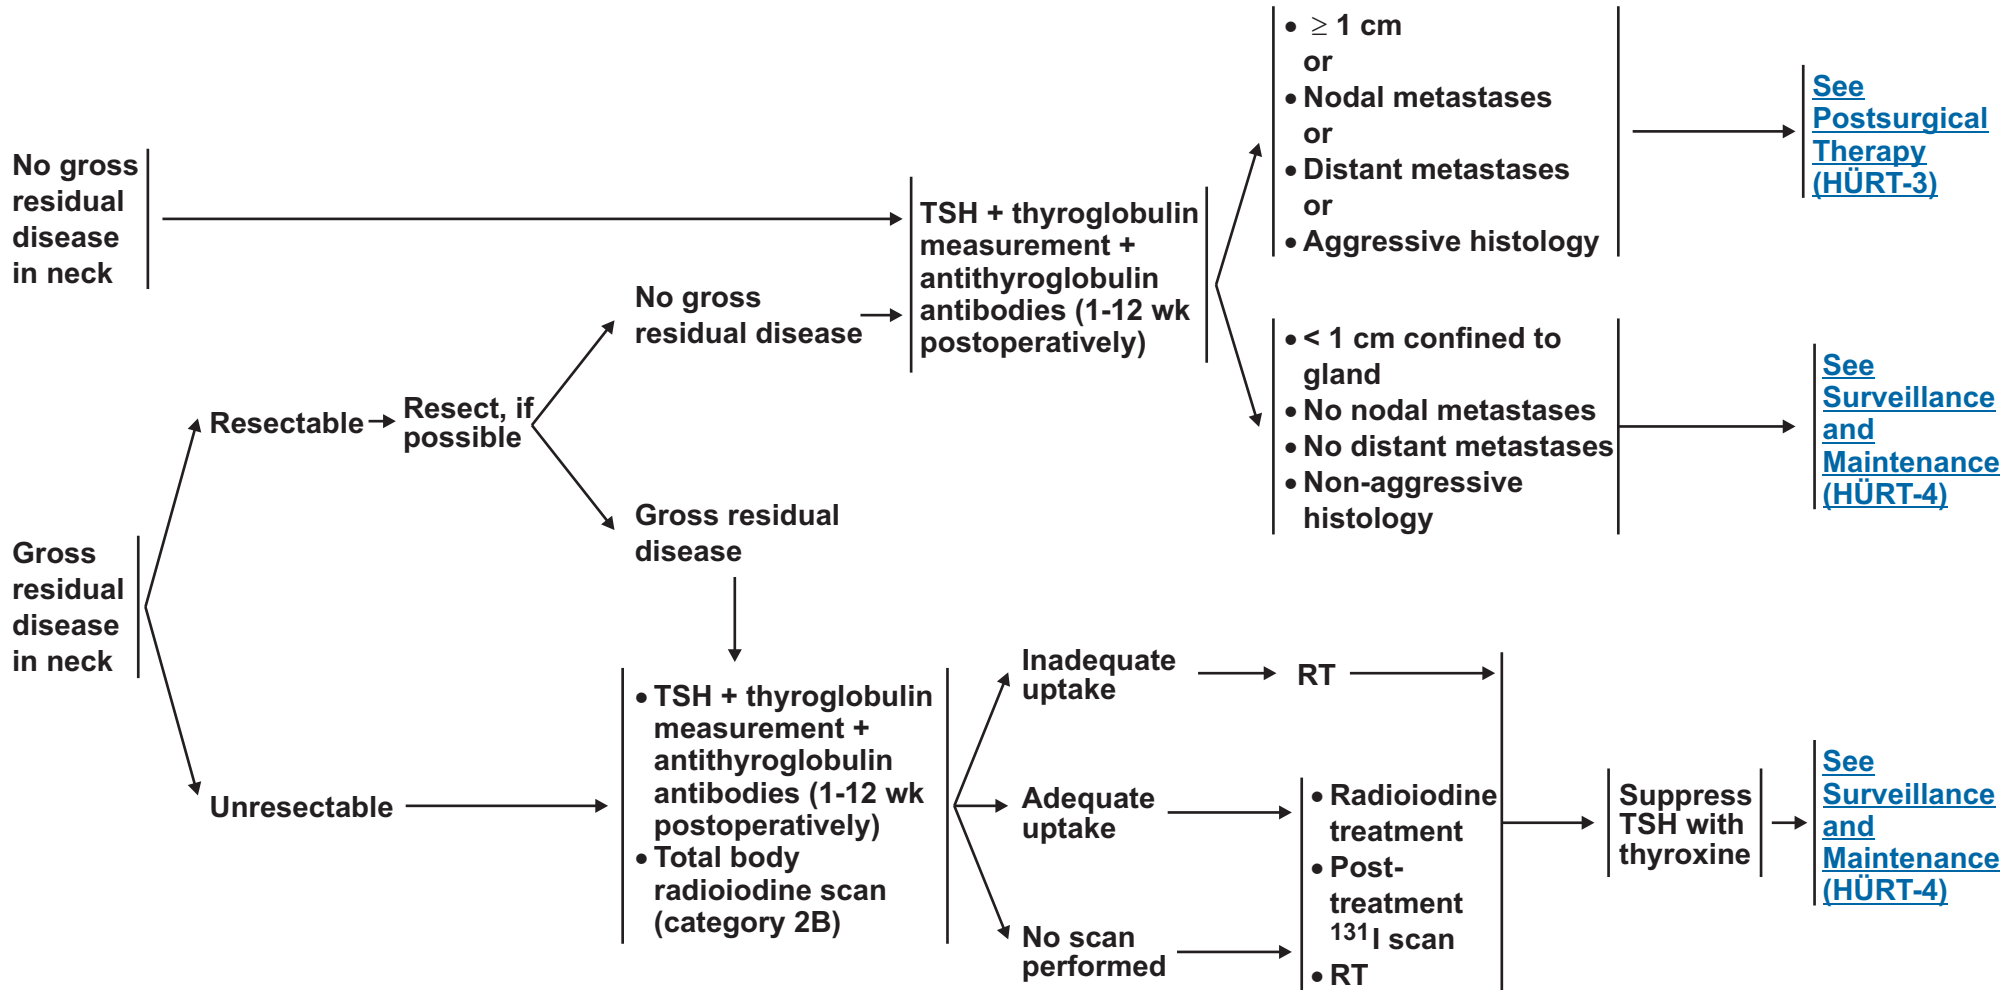 No gross
residual
disease
in neck
TSH + thyroglobulin
measurement +
antithyroglobulin
antibodies (1-12 wk
postoperatively)
• ≥ 1 cm
or
• Nodal metastases
or
• Distant metastases
or
• Aggressive histology
See
Postsurgical
Therapy
(HÜRT-3)
• < 1 cm confined to
gland
• No nodal metastases
• No distant metastases
• Non-aggressive
histology
See
Surveillance
and
Maintenance
(HÜRT-4)
Gross
residual
disease
in neck
Resectable
Resect, if
possible
No gross
residual disease
Gross residual
disease
Unresectable
• TSH + thyroglobulin
measurement +
antithyroglobulin
antibodies (1-12 wk
postoperatively)
• Total body
radioiodine scan
(category 2B)
Inadequate
uptake
RT
Adequate
uptake
No scan
performed
• Radioiodine
treatment
• Post-
treatment
¹³¹I scan
• RT
Suppress
TSH with
thyroxine
See
Surveillance
and
Maintenance
(HÜRT-4)